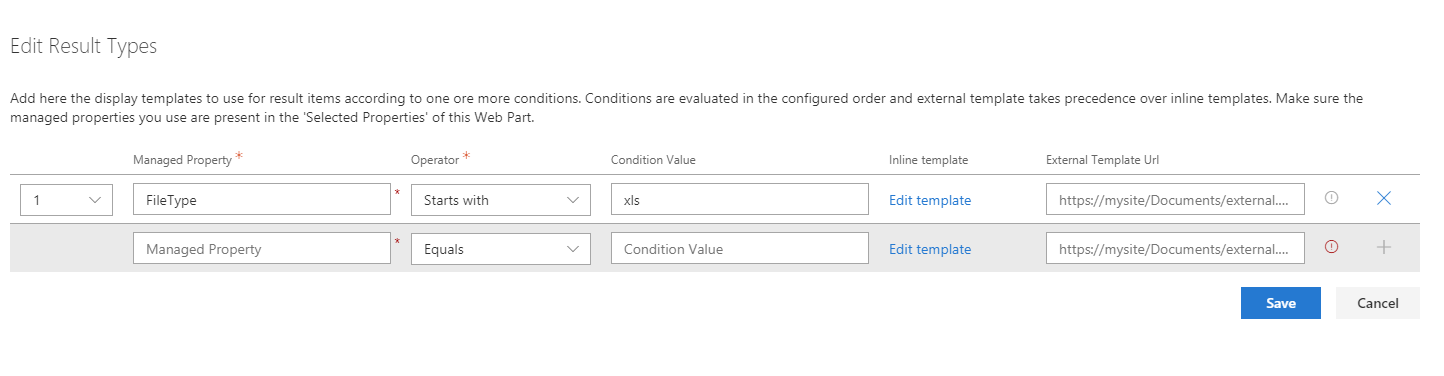 Edit Result Types
Add here the display templates to use for result items according to one ore more conditions. Conditions are evaluated in the configured order and external template takes precedence over inline templates. Make sure the
managed properties you use are present in the 'Selected Properties' of this Web Part.
Managed Property * Operator * Condition Value Inline template External Template Url
1 FileType * Starts with xls Edit template https://mysite/Documents/external....
Managed Property * Equals Condition Value Edit template https://mysite/Documents/external....
Save Cancel